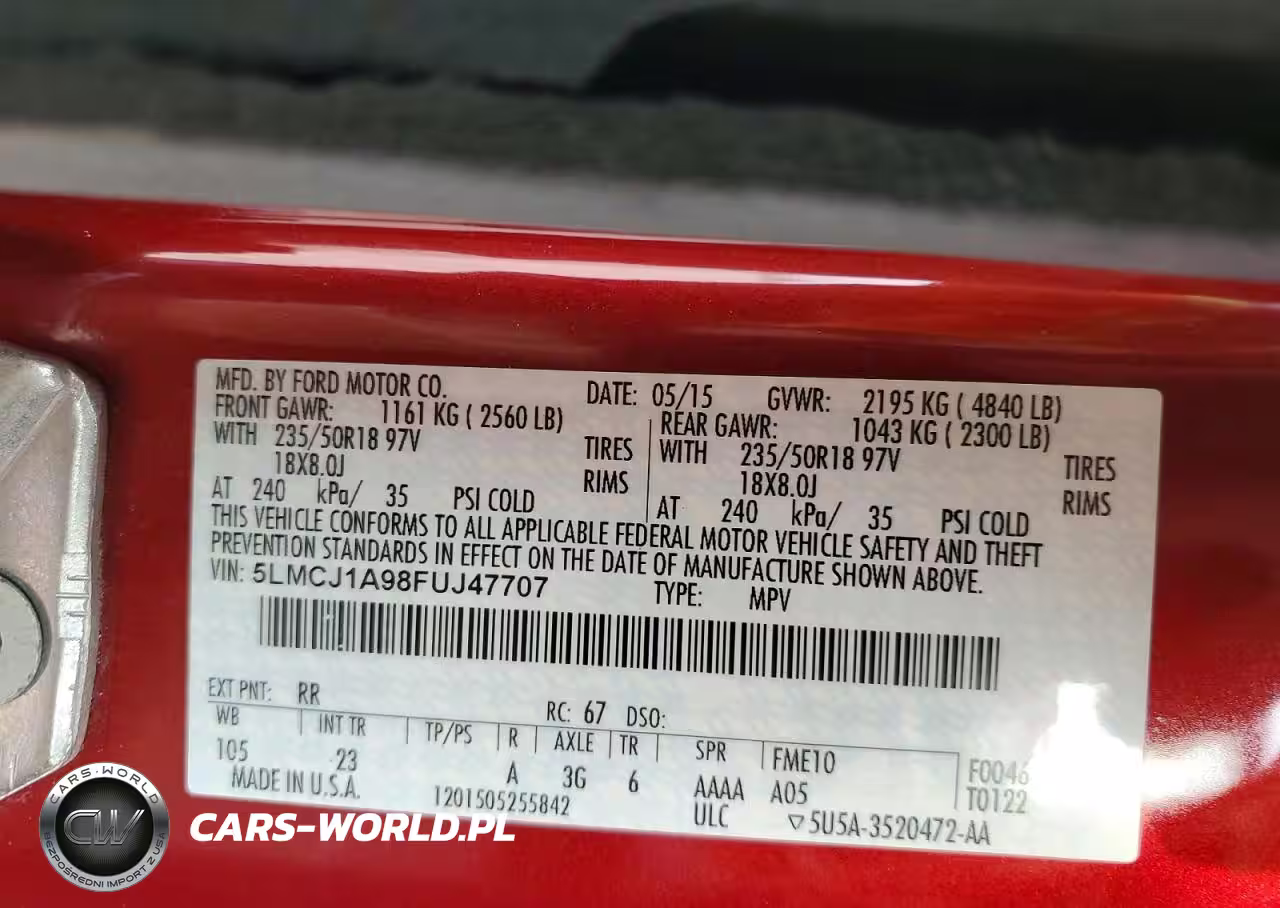 MFD. BY FORD MOTOR CO. DATE: 05/15 GVWR: 2195 KG ( 4840 LB)
FRONT GAWR: 1161 KG ( 2560 LB) REAR GAWR: 1043 KG ( 2300 LB)
WITH 235/50R18 97V TIRES WITH 235/50R18 97V TIRES
18X8.0J RIMS 18X8.0J RIMS
AT 240 kPa/ 35 PSI COLD AT 240 kPa/ 35 PSI COLD
THIS VEHICLE CONFORMS TO ALL APPLICABLE FEDERAL MOTOR VEHICLE SAFETY AND THEFT
PREVENTION STANDARDS IN EFFECT ON THE DATE OF MANUFACTURE SHOWN ABOVE.
VIN: 5LMCJ1A98FUJ47707 TYPE: MPV
EXT PNT: RR RC: 67 DSO:
WB INT TR TP/PS R AXLE TR SPR FME10 F0046
105 23 A 3G 6 AAAA A05 T0122
MADE IN U.S.A. 1201505255842 ULC ▽5U5A-3520472-AA
CARS-WORLD
CW
BEZPOŚREDNI IMPORT Z USA
CARS-WORLD.PL